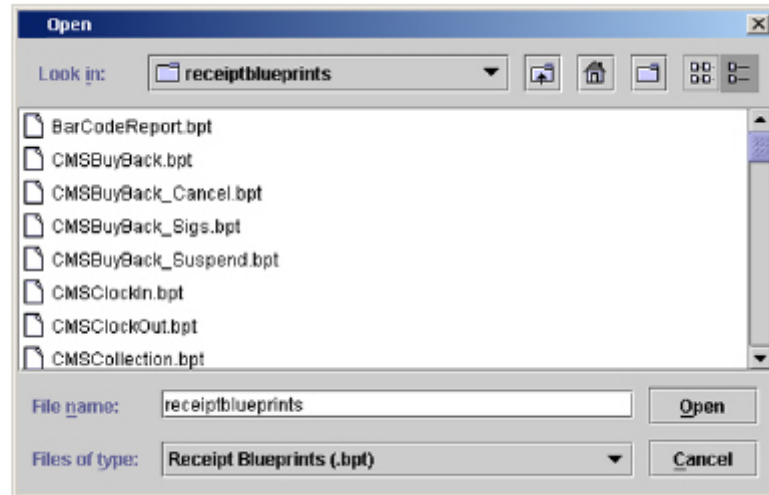 Open
Look in: receiptblueprints
BarCodeReport.bpt
CMSBuyBack.bpt
CMSBuyBack_Cancel.bpt
CMSBuyBack_Sigs.bpt
CMSBuyBack_Suspend.bpt
CMSClockIn.bpt
CMSClockOut.bpt
CMSCollection.bpt
File name: receiptblueprints Open
Files of type: Receipt Blueprints (.bpt) Cancel